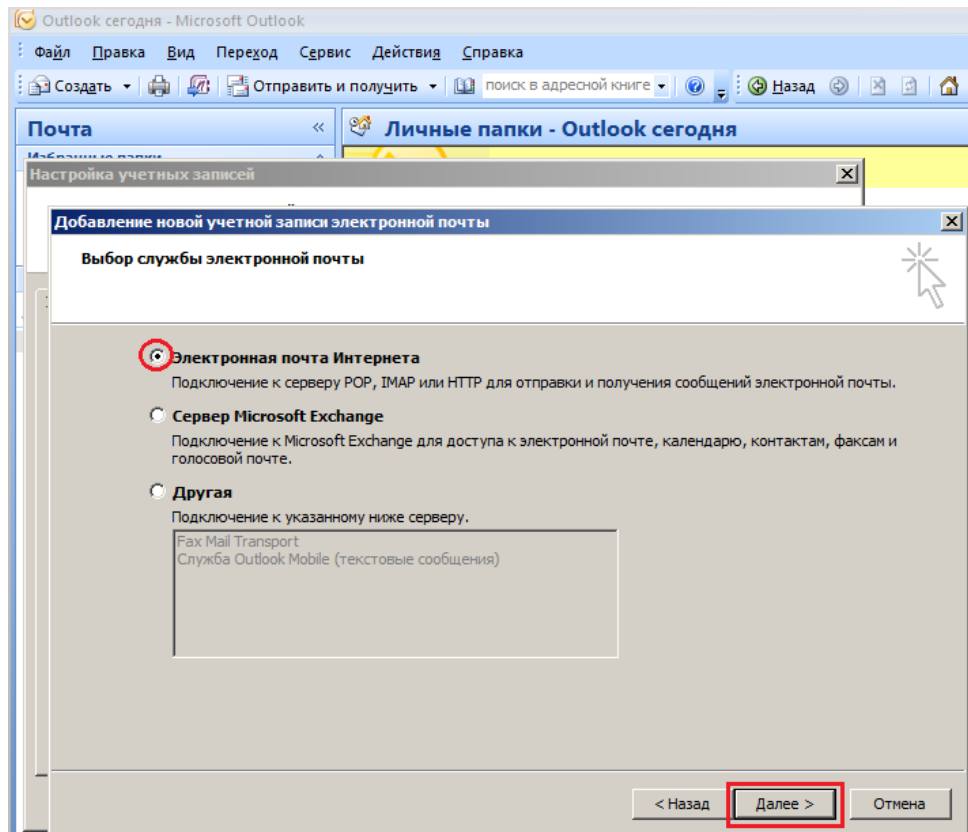 Outlook сегодня - Microsoft Outlook
Файл Правка Вид Переход Сервис Действия Справка
Создать Отправить и получить поиск в адресной книге Назад
Почта «
Личные папки - Outlook сегодня
Избранные папки
Настройка учетных записей
Добавление новой учетной записи электронной почты
Выбор службы электронной почты
Электронная почта Интернета
Подключение к серверу POP, IMAP или HTTP для отправки и получения сообщений электронной почты.
Сервер Microsoft Exchange
Подключение к Microsoft Exchange для доступа к электронной почте, календарю, контактам, факсам и
голосовой почте.
Другая
Подключение к указанному ниже серверу.
Fax Mail Transport
Служба Outlook Mobile (текстовые сообщения)
< Назад Далее > Отмена